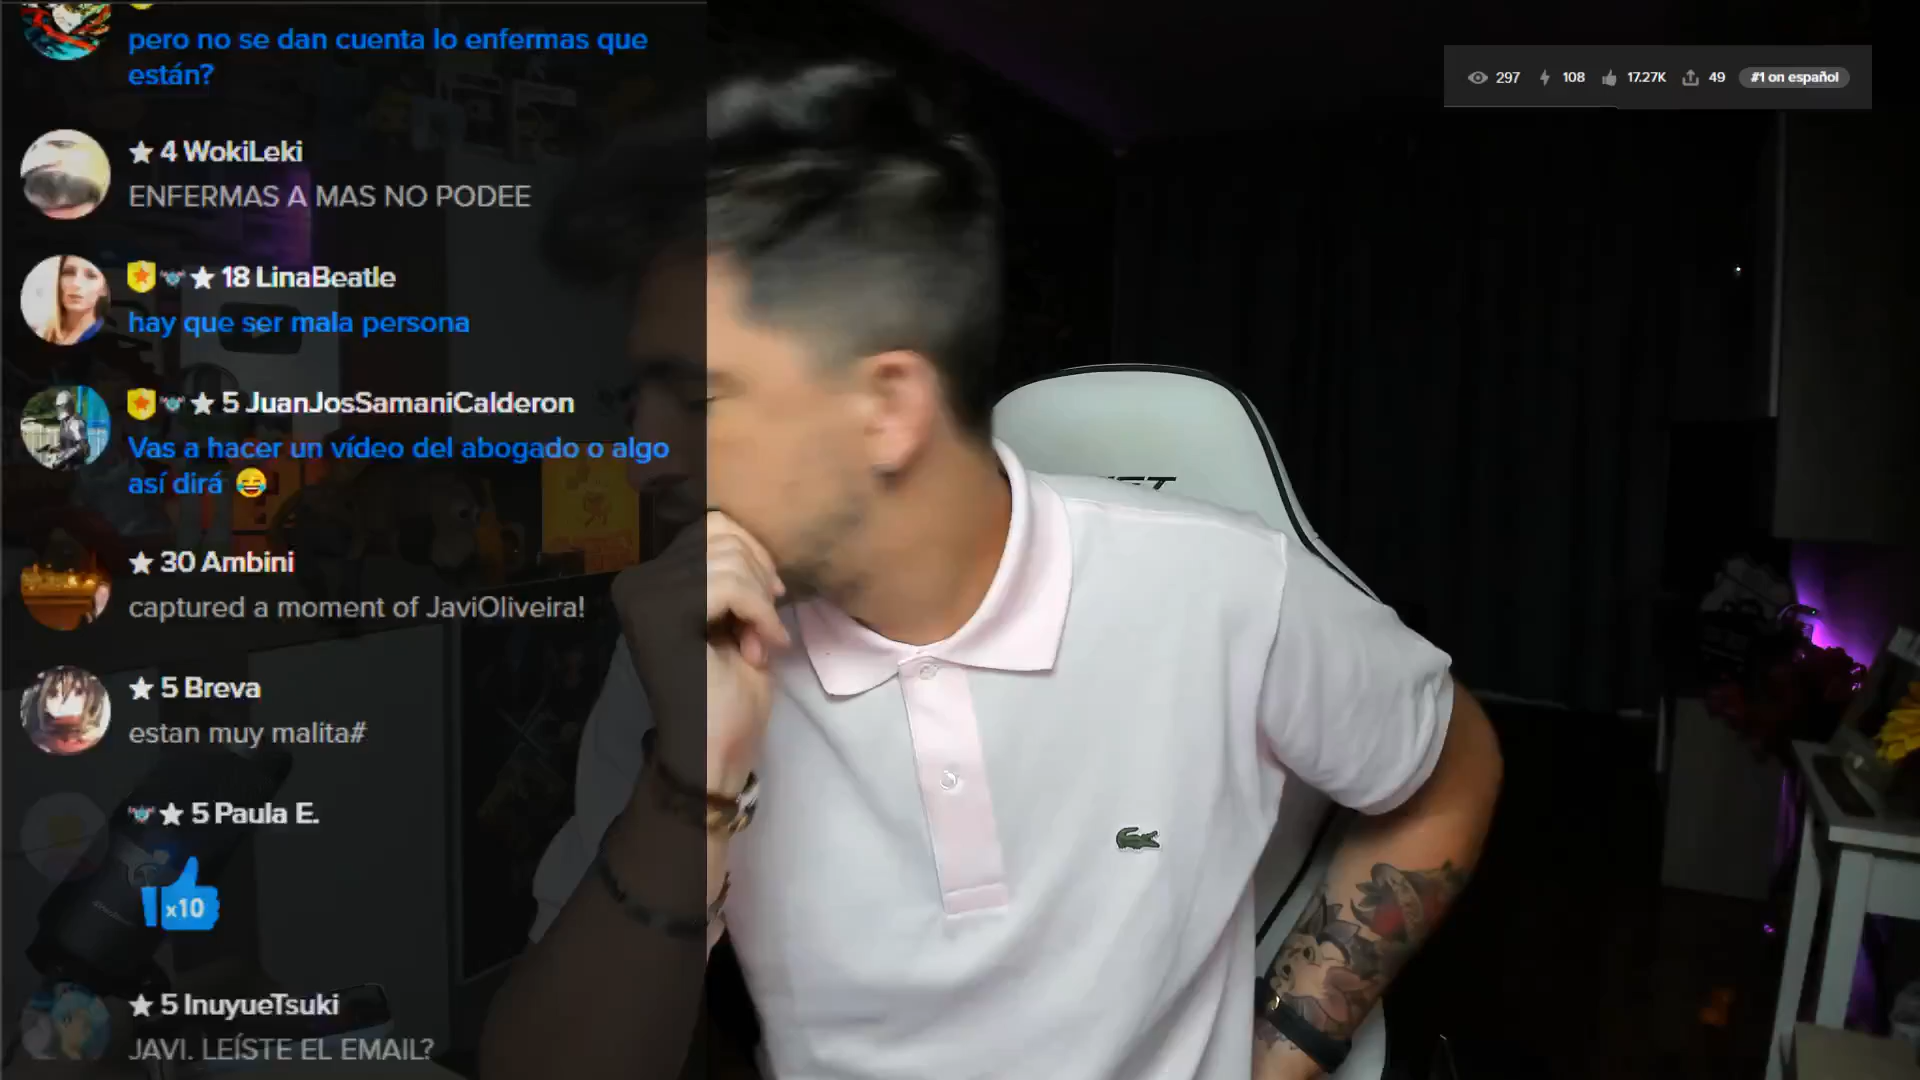 pero no se dan cuenta lo enfermas que
están?
4 WokiLeki
ENFERMAS A MAS NO PODEE
18 LinaBeatle
hay que ser mala persona
5 JuanJosSamaniCalderon
Vas a hacer un vídeo del abogado o algo
así dirá 😂
30 Ambini
captured a moment of JaviOliveira!
5 Breva
estan muy malita#
5 Paula E.
x10
5 InuyueTsuki
JAVI. LEÍSTE EL EMAIL?
297 108 17.27K 49 #1 on español